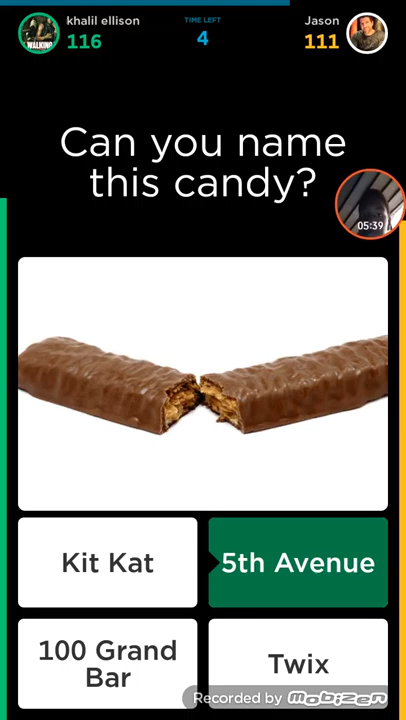 khalil ellison
116
TIME LEFT
4
Jason
111
WALKING
Can you name
this candy?
05:39
Kit Kat
5th Avenue
100 Grand
Bar
Twix
Recorded by mobizen